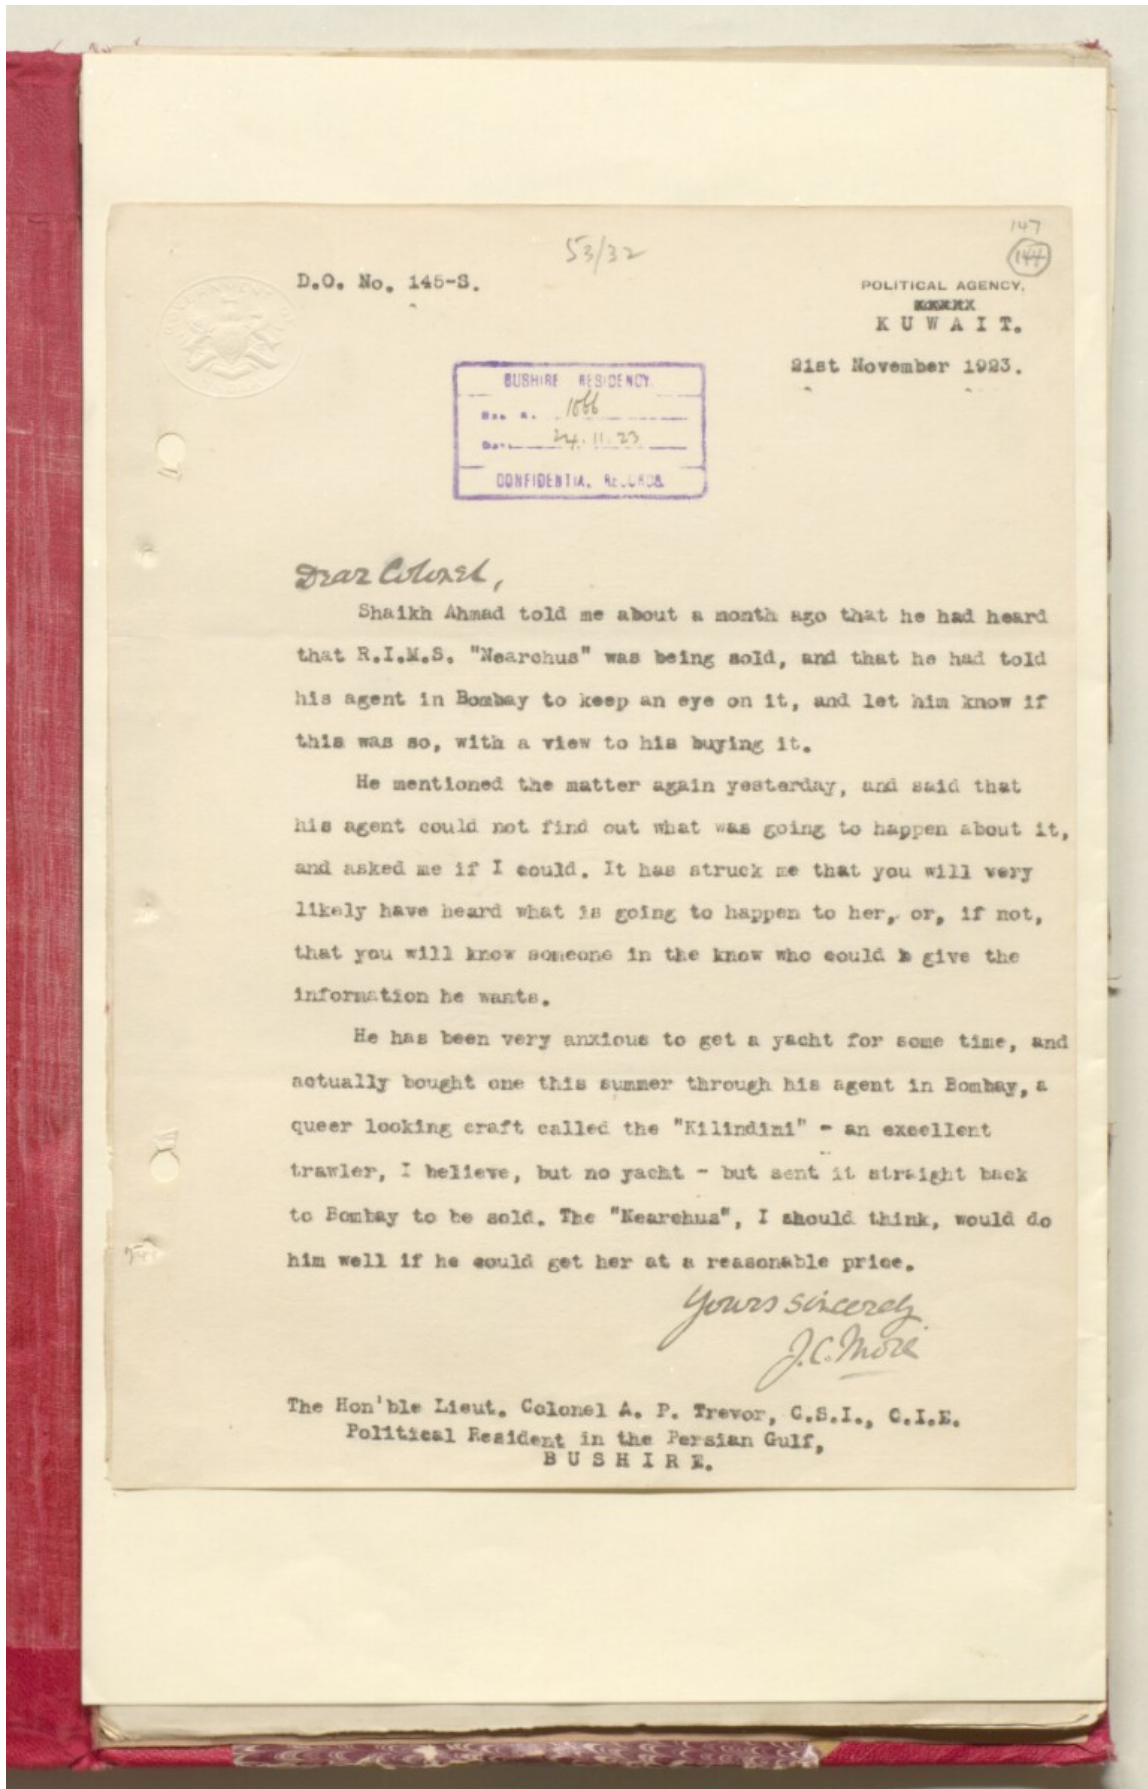 147
144
53/32
D.O. No. 145-S.
POLITICAL AGENCY,
KUWAIT.
21st November 1923.
BUSHIRE RESIDENCY.
1066
24.11.23
CONFIDENTIAL RECORDS.
Dear Colonel,
Shaikh Ahmad told me about a month ago that he had heard
that R.I.M.S. "Nearchus" was being sold, and that he had told
his agent in Bombay to keep an eye on it, and let him know if
this was so, with a view to his buying it.
He mentioned the matter again yesterday, and said that
his agent could not find out what was going to happen about it,
and asked me if I could. It has struck me that you will very
likely have heard what is going to happen to her, or, if not,
that you will know someone in the know who could give the
information he wants.
He has been very anxious to get a yacht for some time, and
actually bought one this summer through his agent in Bombay, a
queer looking craft called the "Kilindini" - an excellent
trawler, I believe, but no yacht - but sent it straight back
to Bombay to be sold. The "Nearchus", I should think, would do
him well if he could get her at a reasonable price.
Yours sincerely
J.C. More
The Hon'ble Lieut. Colonel A. P. Trevor, C.S.I., C.I.E.
Political Resident in the Persian Gulf,
BUSHIRE.